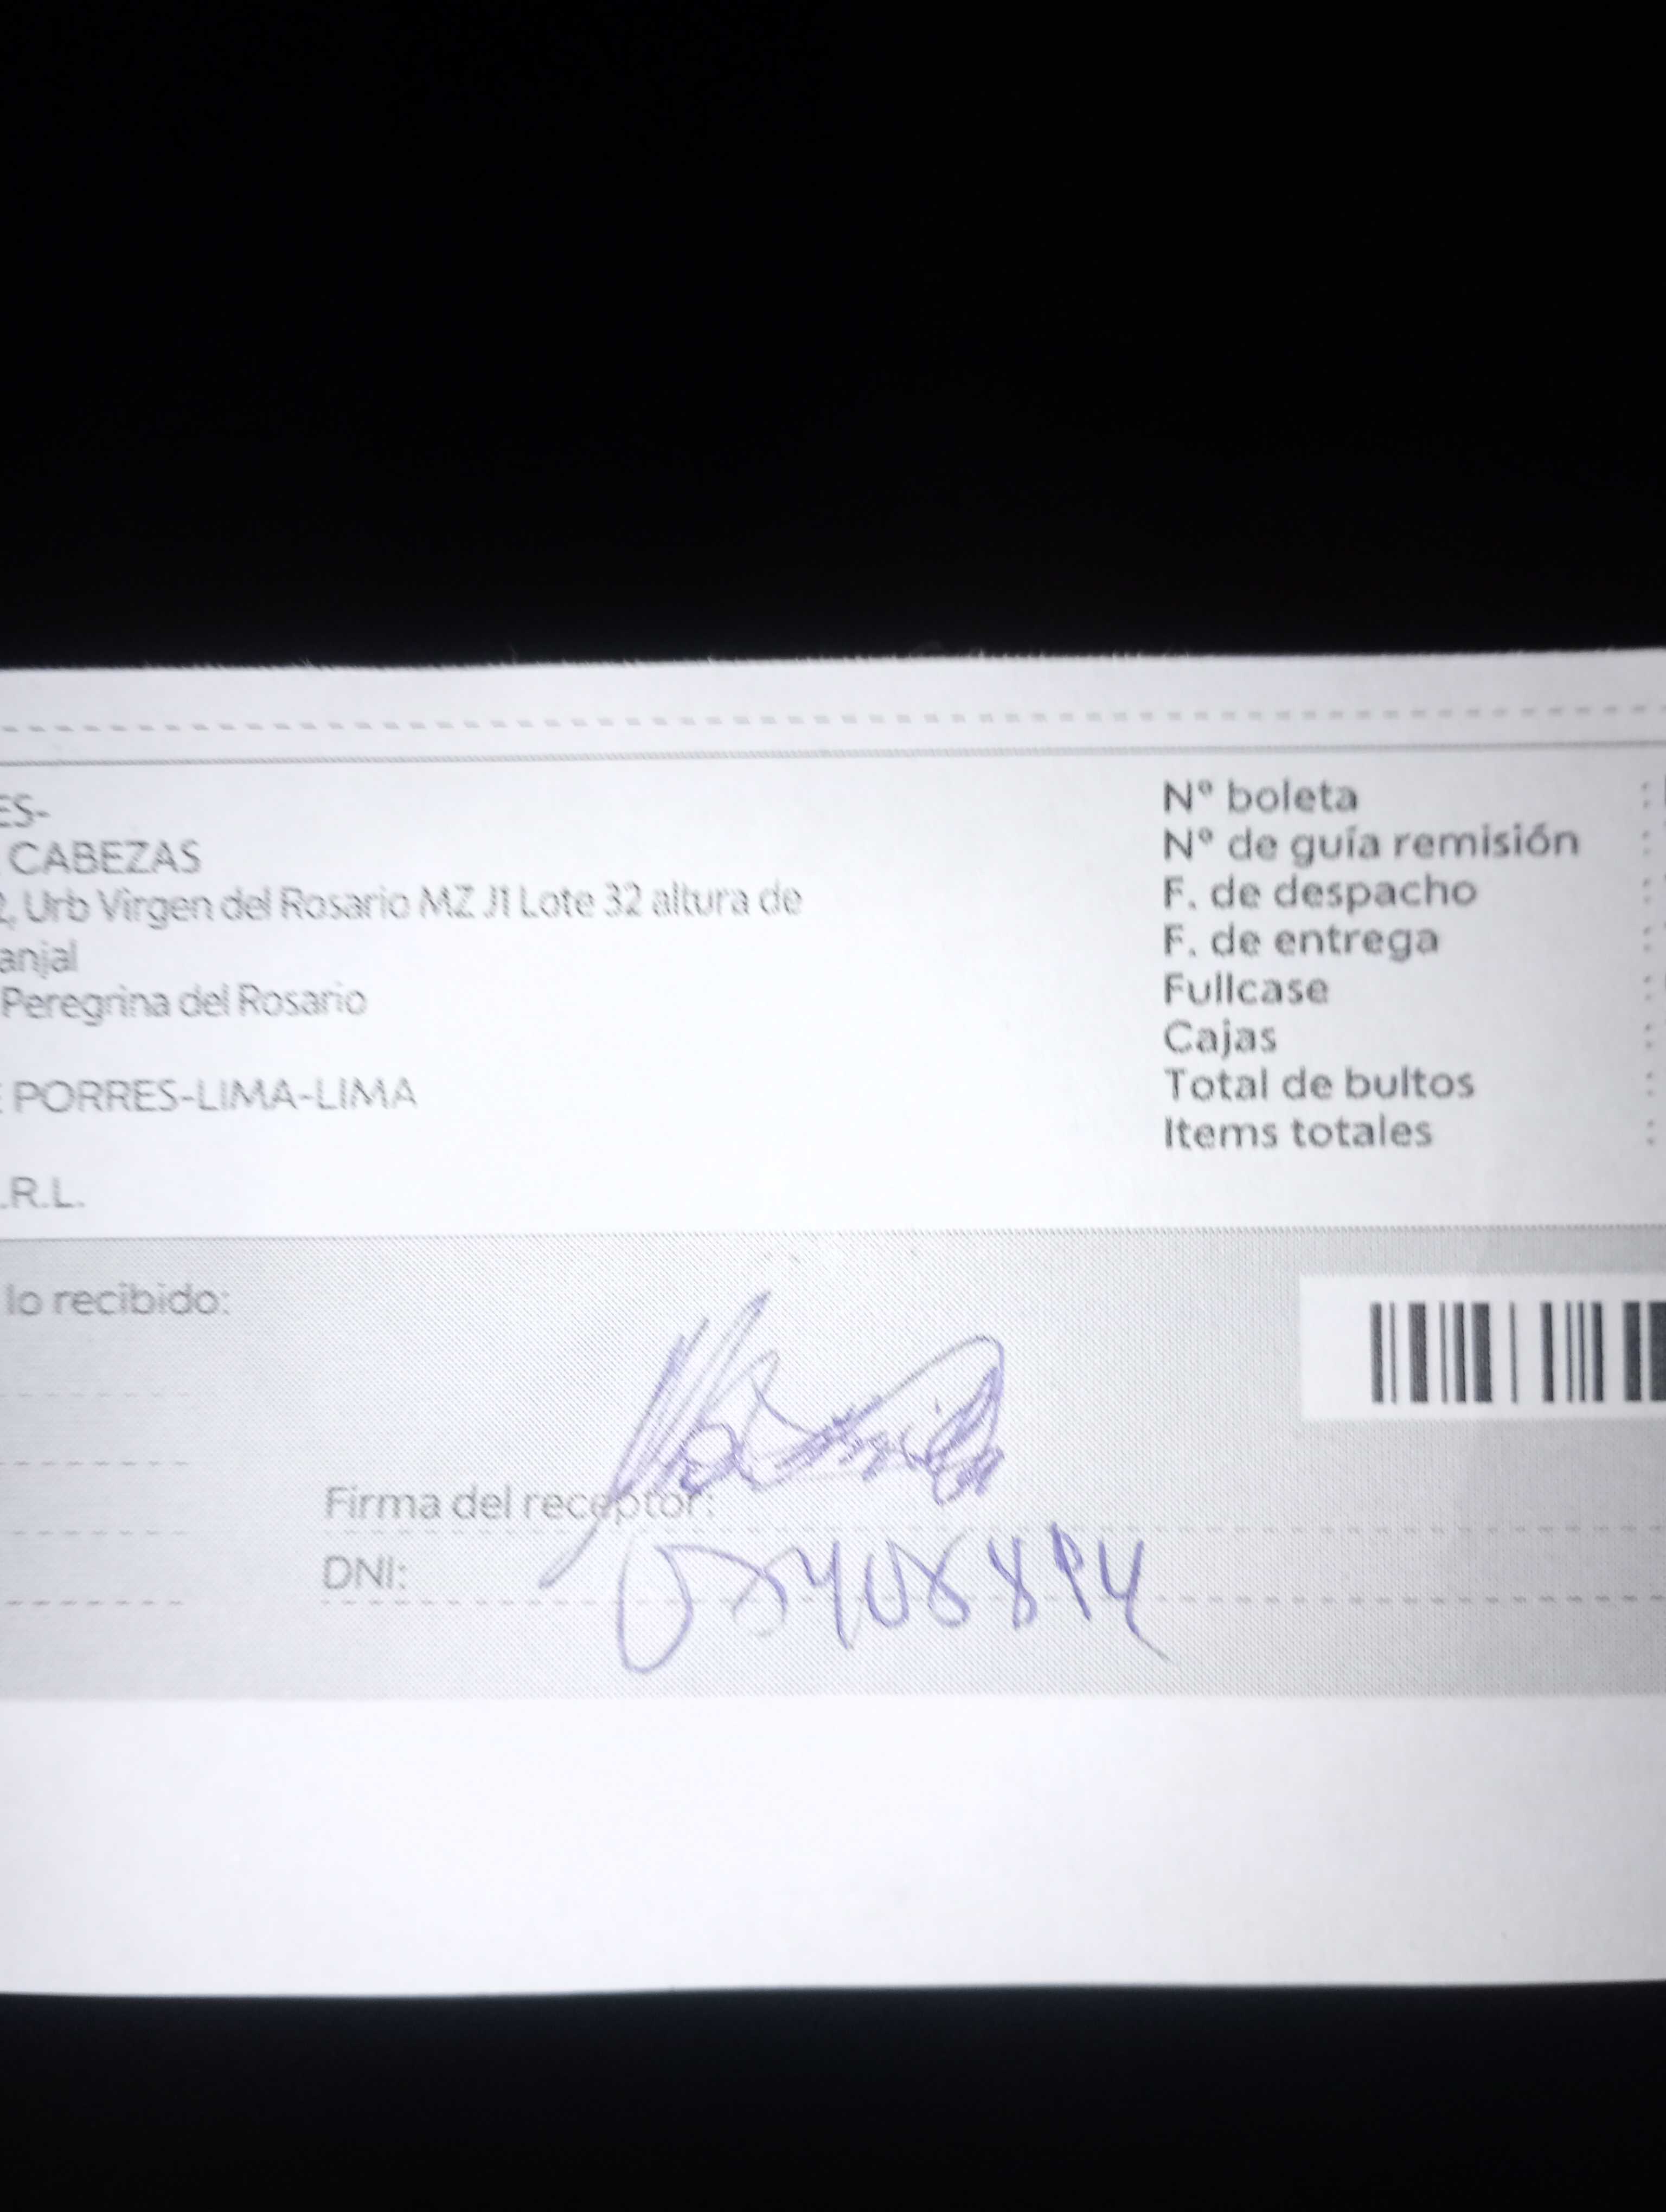 ES-
CABEZAS
2, Urb Virgen del Rosario MZ J1 Lote 32 altura de
anjal
Peregrina del Rosario
E PORRES-LIMA-LIMA
.R.L.
Nº boleta :
Nº de guía remisión :
F. de despacho :
F. de entrega :
Fullcase :
Cajas :
Total de bultos :
Items totales :
lo recibido:
Firma del receptor:
DNI: